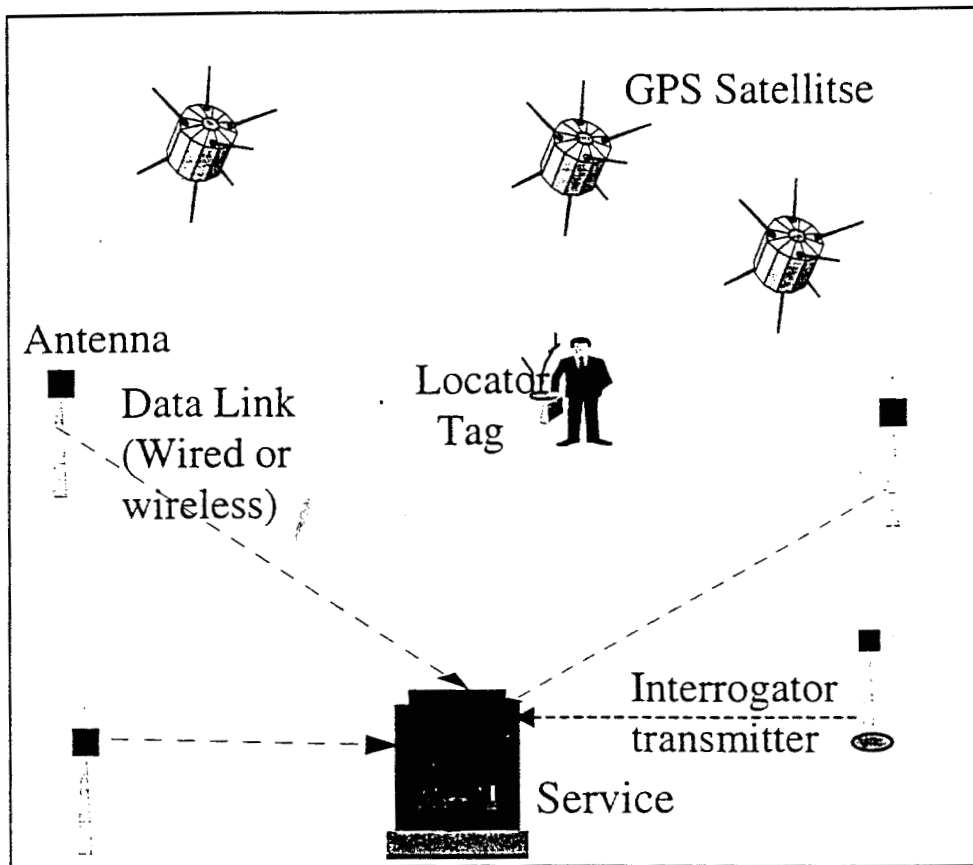 GPS Satellitse
Antenna
Locator
Tag
Data Link
(Wired or
wireless)
Interrogator
transmitter
Service